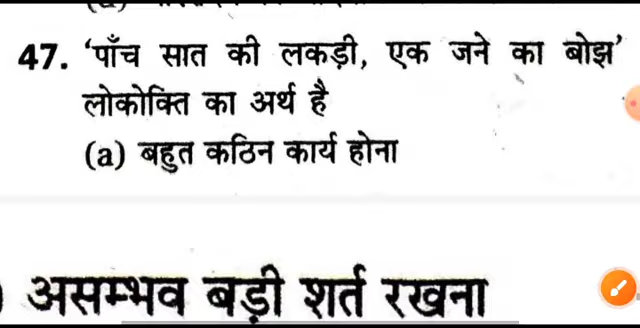 47. 'पाँच सात की लकड़ी, एक जने का बोझ'
लोकोक्ति का अर्थ है
(a) बहुत कठिन कार्य होना
) असम्भव बड़ी शर्त रखना